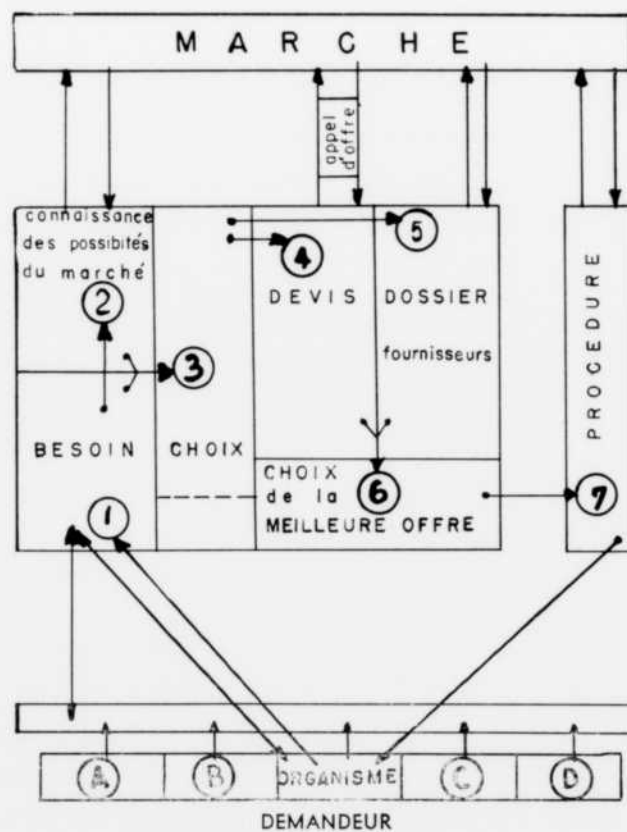 MARCHE
appel
d'offre
connaissance
des possibités
du marché
2
3
4
5
DEVIS
DOSSIER
fournisseurs
PROCEDURE
BESOIN
CHOIX
CHOIX
de la
MEILLEURE OFFRE
6
7
1
A
B
ORGANISME
C
D
DEMANDEUR